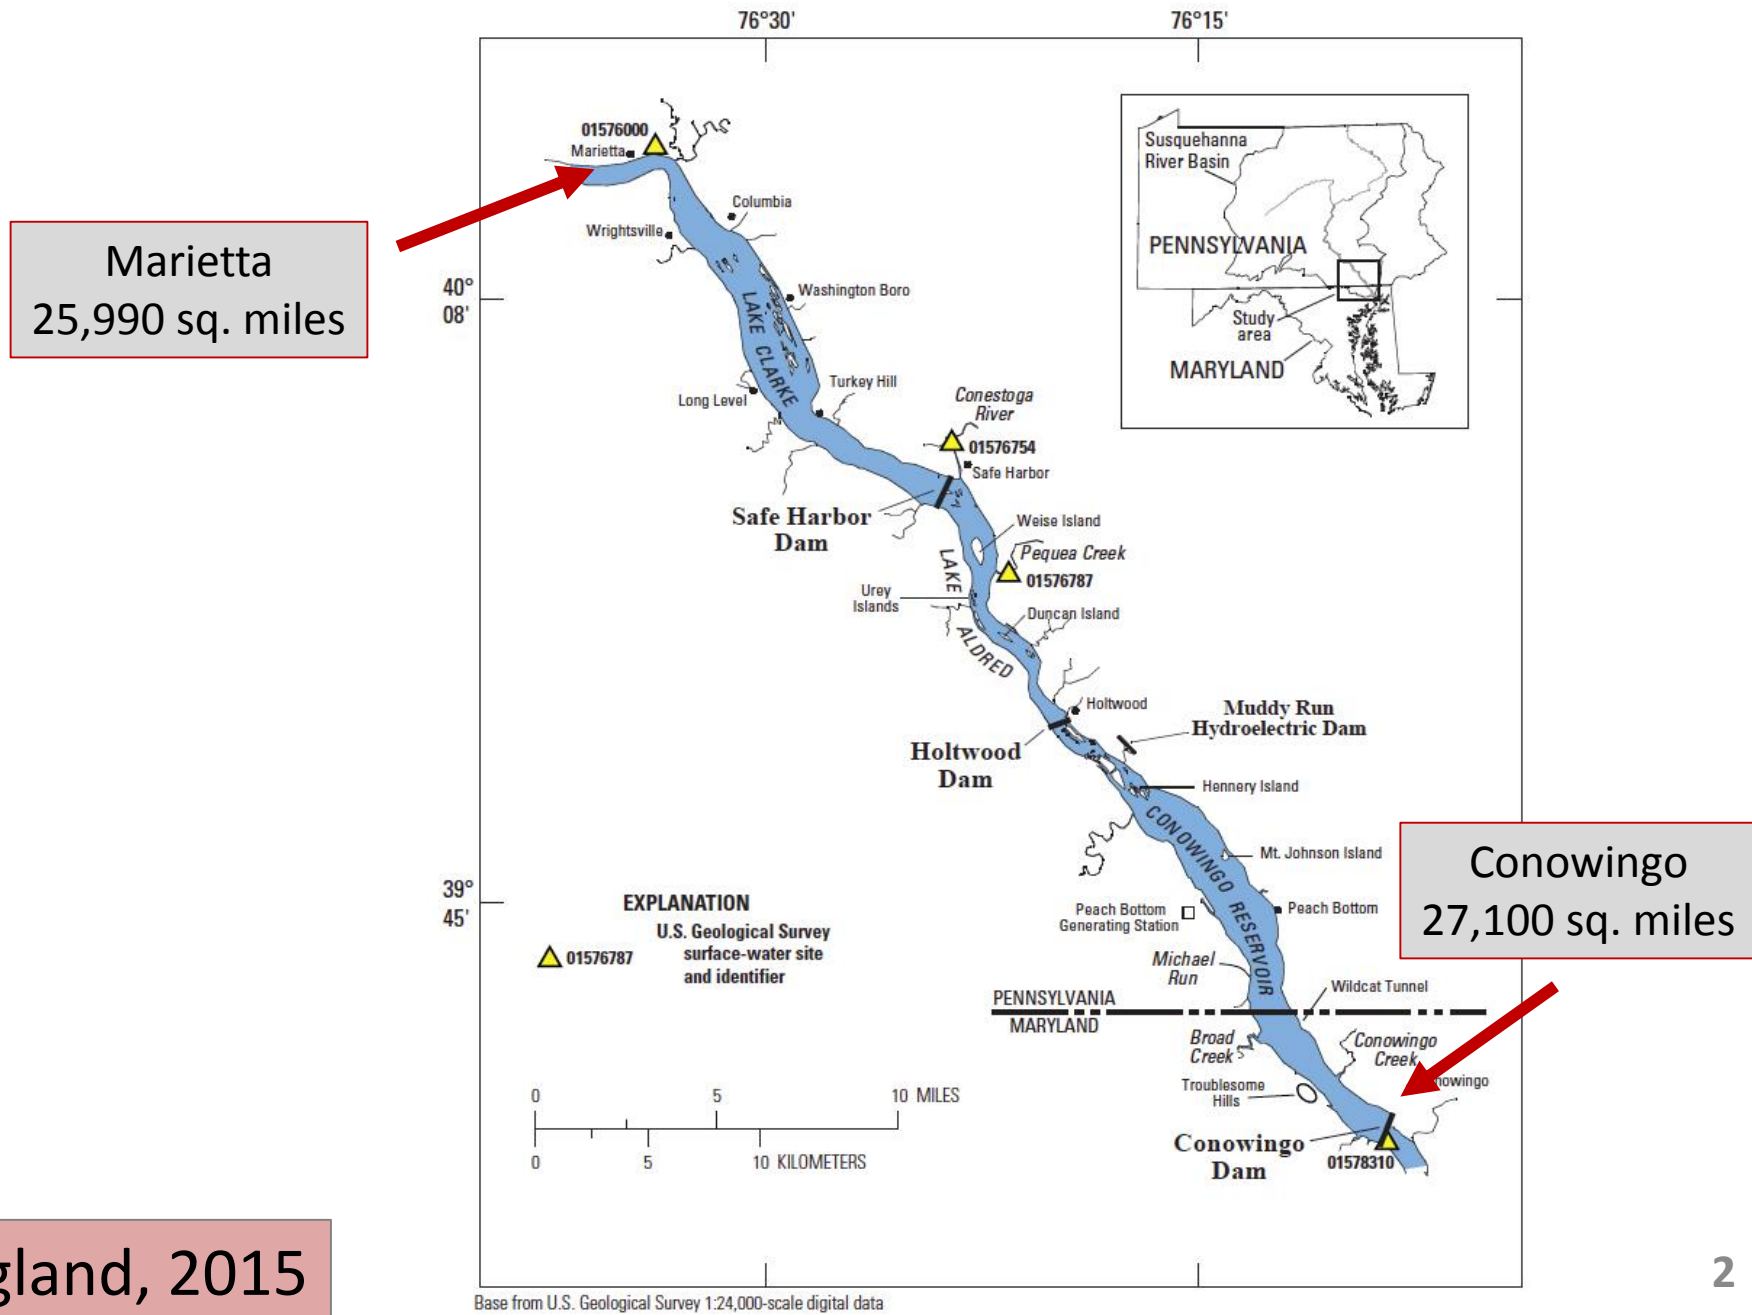 76°30'
76°15'
01576000
Marietta
Columbia
Wrightsville
Marietta
25,990 sq. miles
40°
08'
Washington Boro
LAKE CLARKE
Long Level
Turkey Hill
Susquehanna
River Basin
PENNSYLVANIA
Study
area
MARYLAND
Conestoga
River
01576754
Safe Harbor
Safe Harbor
Dam
Weise Island
Pequea Creek
01576787
LAKE ALDRED
Urey
Islands
Duncan Island
Holtwood
Muddy Run
Hydroelectric Dam
Holtwood
Dam
Hennery Island
CONOWINGO RESERVOIR
Mt. Johnson Island
Conowingo
27,100 sq. miles
39°
45'
Peach Bottom
Generating Station
Peach Bottom
EXPLANATION
U.S. Geological Survey
surface-water site
and identifier
01576787
Michael
Run
Wildcat Tunnel
PENNSYLVANIA
MARYLAND
Broad
Creek
Conowingo
Creek
Troublesome
Hills
nowingo
Conowingo
Dam
01578310
0 5 10 MILES
0 5 10 KILOMETERS
gland, 2015
2
Base from U.S. Geological Survey 1:24,000-scale digital data